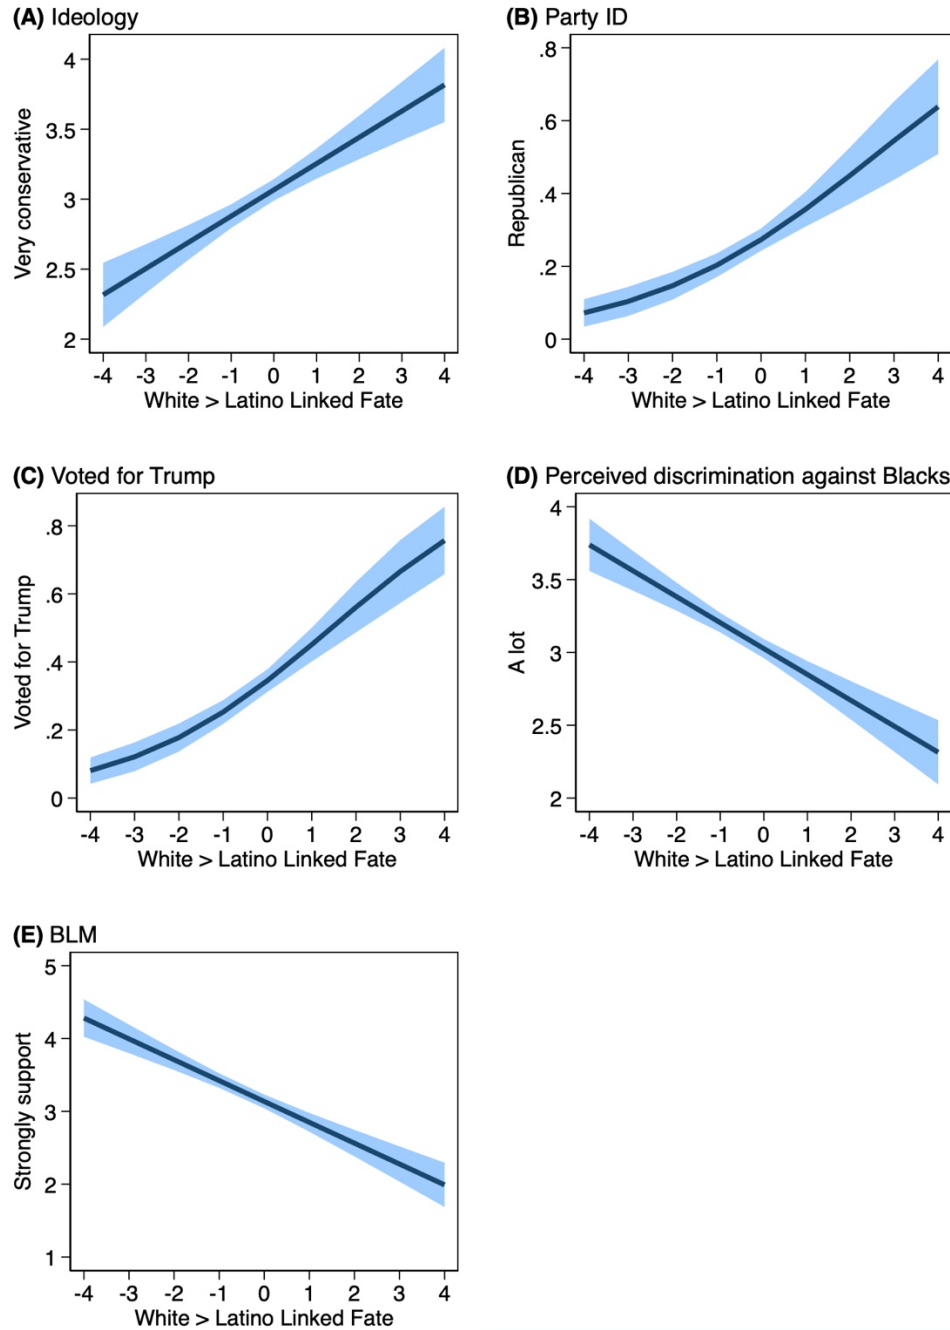 (A) Ideology
Very conservative
4
3.5
3
2.5
2
-4 -3 -2 -1 0 1 2 3 4
White > Latino Linked Fate
(B) Party ID
Republican
.8
.6
.4
.2
0
-4 -3 -2 -1 0 1 2 3 4
White > Latino Linked Fate
(C) Voted for Trump
Voted for Trump
.8
.6
.4
.2
0
-4 -3 -2 -1 0 1 2 3 4
White > Latino Linked Fate
(D) Perceived discrimination against Blacks
A lot
4
3.5
3
2.5
2
-4 -3 -2 -1 0 1 2 3 4
White > Latino Linked Fate
(E) BLM
Strongly support
5
4
3
2
1
-4 -3 -2 -1 0 1 2 3 4
White > Latino Linked Fate